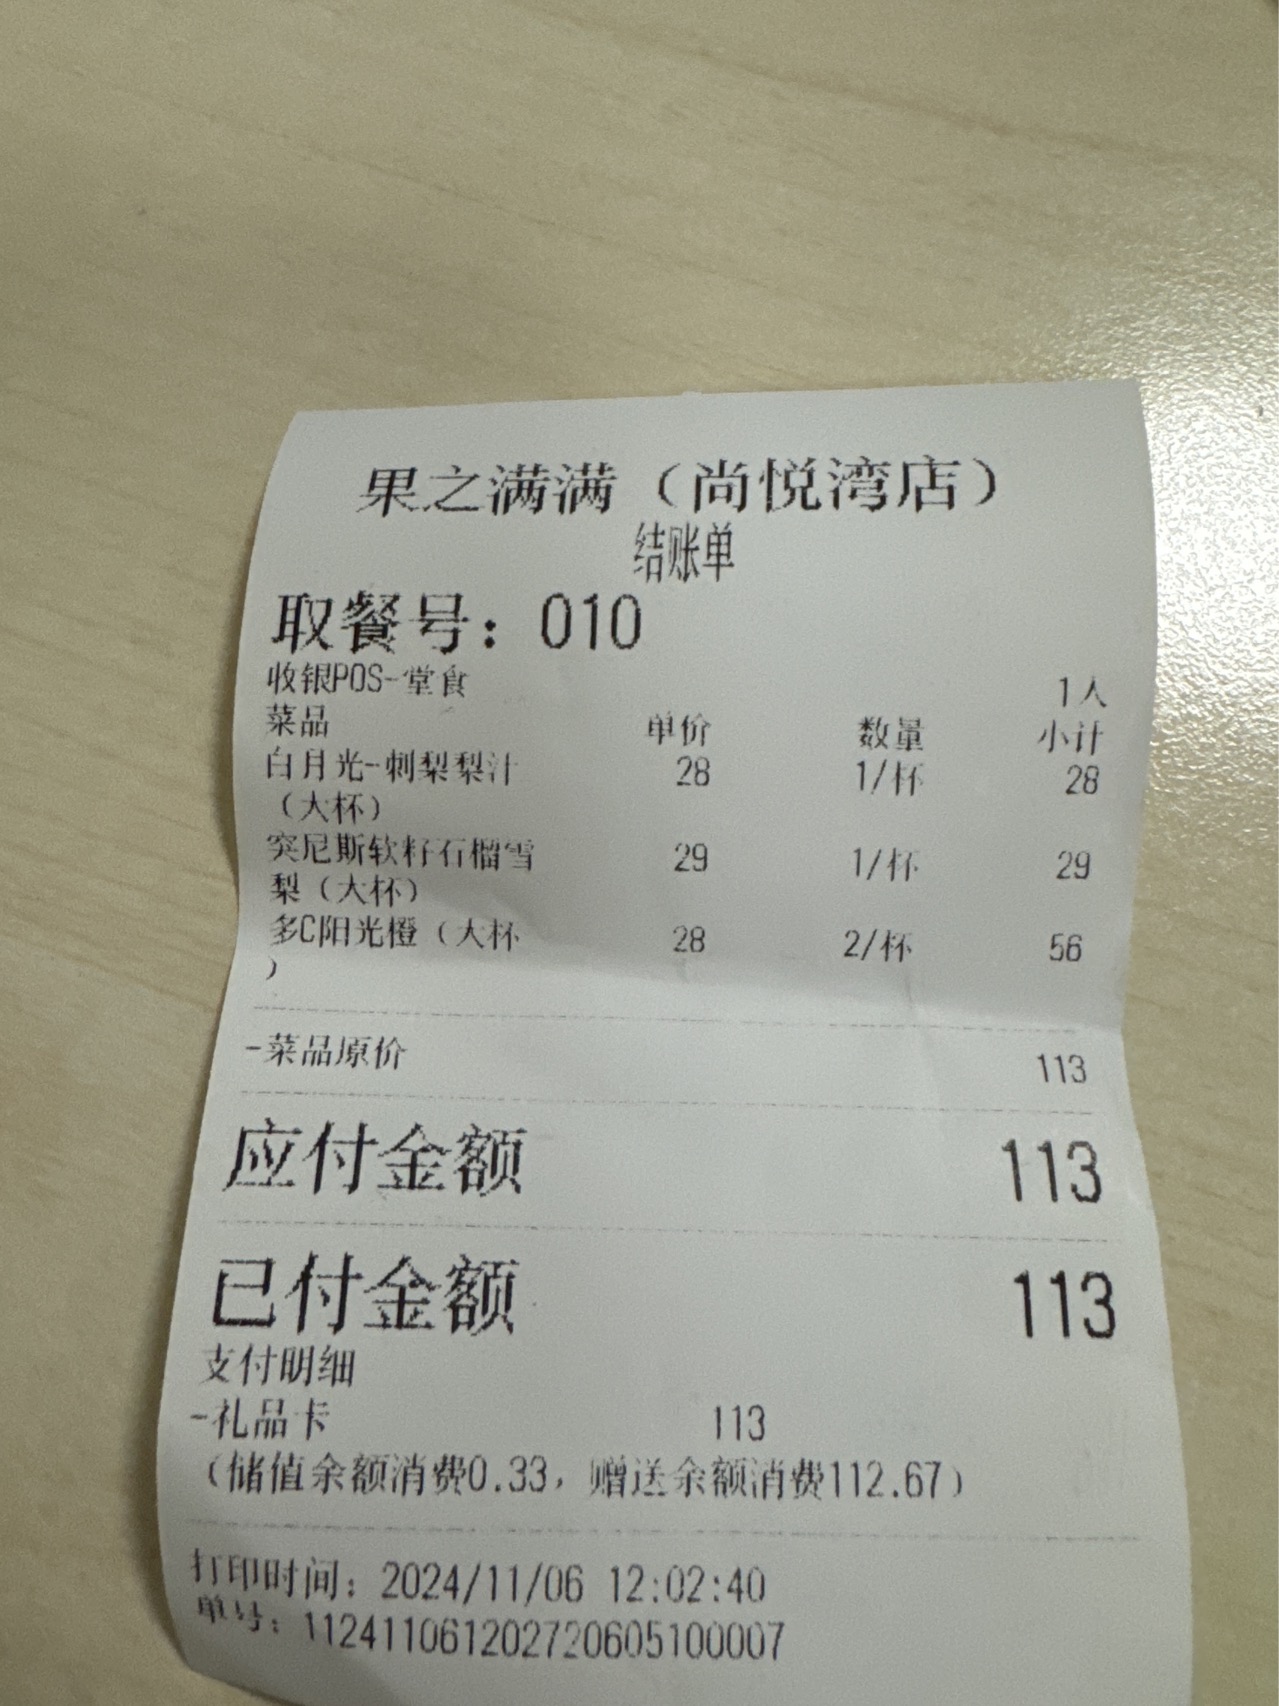 果之满满（尚悦湾店）
结账单
取餐号：010
收银POS-堂食 1人
菜品 单价 数量 小计
白月光-刺梨梨汁 28 1/杯 28
（大杯）
突尼斯软籽石榴雪 29 1/杯 29
梨（大杯）
多C阳光橙（大杯 28 2/杯 56
）
-菜品原价 113
应付金额 113
已付金额 113
支付明细
-礼品卡 113
（储值余额消费0.33，赠送余额消费112.67）
打印时间：2024/11/06 12:02:40
单号：112411061202720605100007